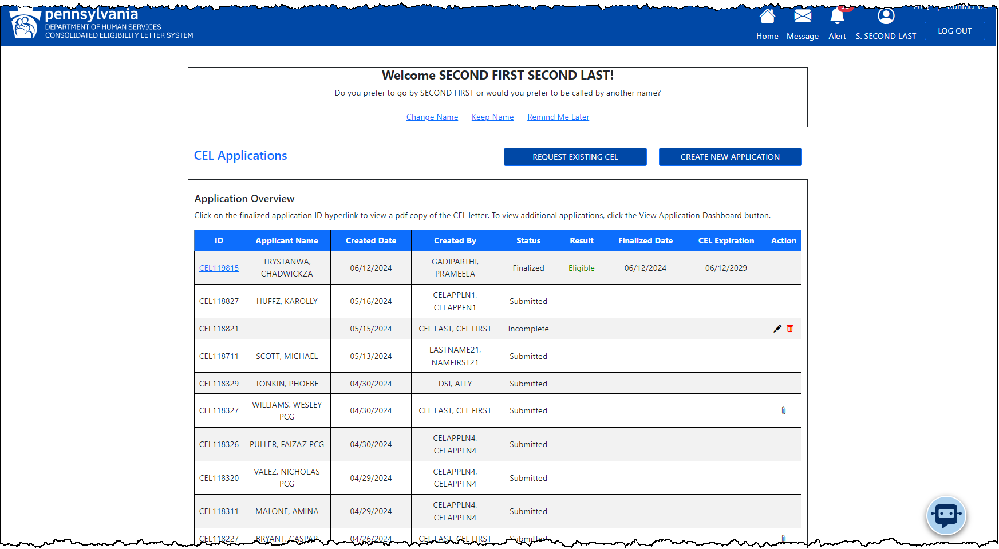 FAQ | Contact Us
pennsylvania
DEPARTMENT OF HUMAN SERVICES
CONSOLIDATED ELIGIBILITY LETTER SYSTEM
Home Message Alert S. SECOND LAST LOG OUT
Welcome SECOND FIRST SECOND LAST!
Do you prefer to go by SECOND FIRST or would you prefer to be called by another name?
Change Name Keep Name Remind Me Later
CEL Applications REQUEST EXISTING CEL CREATE NEW APPLICATION
Application Overview
Click on the finalized application ID hyperlink to view a pdf copy of the CEL letter. To view additional applications, click the View Application Dashboard button.
ID Applicant Name Created Date Created By Status Result Finalized Date CEL Expiration Action
CEL119815 TRYSTANWA, CHADWICKZA 06/12/2024 GADIPARTHI, PRAMEELA Finalized Eligible 06/12/2024 06/12/2029
CEL118827 HUFFZ, KAROLLY 05/16/2024 CELAPPLN1, CELAPPFN1 Submitted
CEL118821 05/15/2024 CEL LAST, CEL FIRST Incomplete
CEL118711 SCOTT, MICHAEL 05/13/2024 LASTNAME21, NAMFIRST21 Submitted
CEL118329 TONKIN, PHOEBE 04/30/2024 DSI, ALLY Submitted
CEL118327 WILLIAMS, WESLEY PCG 04/30/2024 CEL LAST, CEL FIRST Submitted
CEL118326 PULLER, FAIZAZ PCG 04/30/2024 CELAPPLN4, CELAPPFN4 Submitted
CEL118320 VALEZ, NICHOLAS PCG 04/29/2024 CELAPPLN4, CELAPPFN4 Submitted
CEL118311 MALONE, AMINA 04/29/2024 CELAPPLN4, CELAPPFN4 Submitted
CEL118227 BRYANT, CASPAR 04/26/2024 CEL LAST, CEL FIRST Submitted